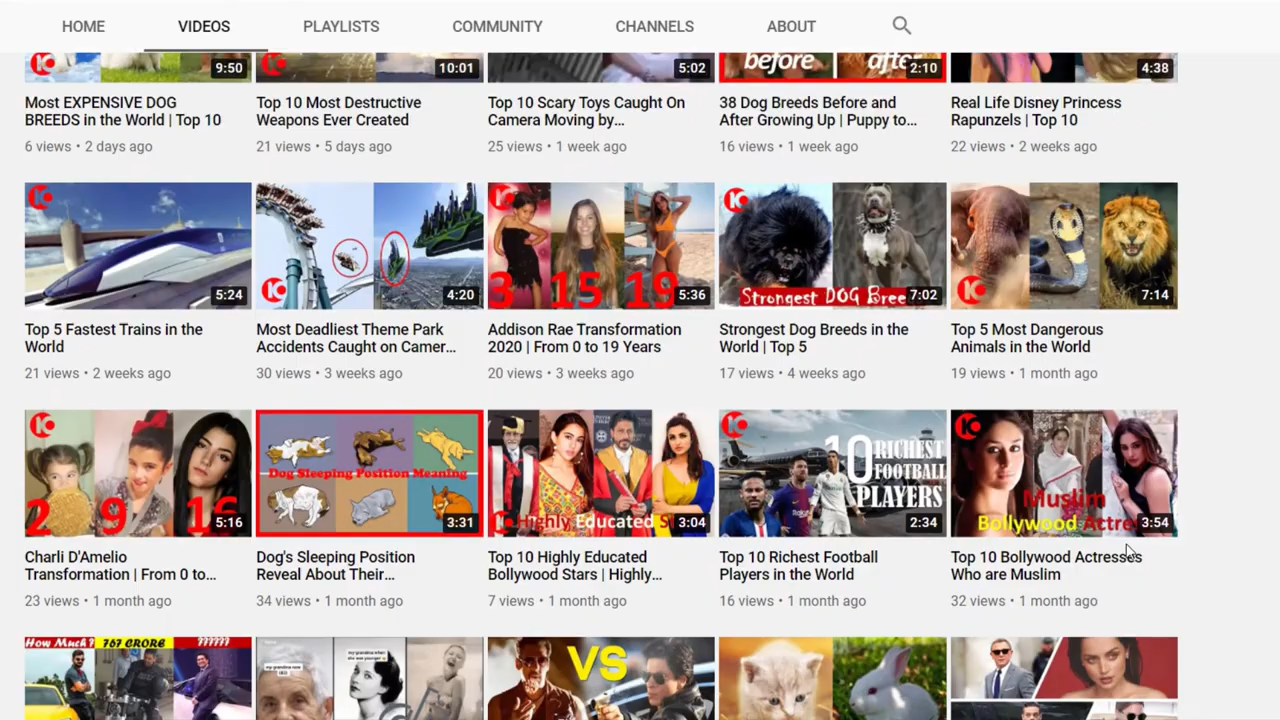 HOME VIDEOS PLAYLISTS COMMUNITY CHANNELS ABOUT
before after
9:50 10:01 5:02 2:10 4:38
Most EXPENSIVE DOG
BREEDS in the World | Top 10
6 views • 2 days ago
Top 10 Most Destructive
Weapons Ever Created
21 views • 5 days ago
Top 10 Scary Toys Caught On
Camera Moving by...
25 views • 1 week ago
38 Dog Breeds Before and
After Growing Up | Puppy to...
16 views • 1 week ago
Real Life Disney Princess
Rapunzels | Top 10
22 views • 2 weeks ago
5:24
Top 5 Fastest Trains in the
World
21 views • 2 weeks ago
4:20
Most Deadliest Theme Park
Accidents Caught on Camer...
30 views • 3 weeks ago
3 15 19
5:36
Addison Rae Transformation
2020 | From 0 to 19 Years
20 views • 3 weeks ago
Strongest DOG Bree
7:02
Strongest Dog Breeds in the
World | Top 5
17 views • 4 weeks ago
7:14
Top 5 Most Dangerous
Animals in the World
19 views • 1 month ago
2 9 16
5:16
Charli D'Amelio
Transformation | From 0 to...
23 views • 1 month ago
Dog Sleeping Position Meaning
3:31
Dog's Sleeping Position
Reveal About Their...
34 views • 1 month ago
Highly Educated S
3:04
Top 10 Highly Educated
Bollywood Stars | Highly...
7 views • 1 month ago
10 RICHEST
FOOTBALL
PLAYERS
2:34
Top 10 Richest Football
Players in the World
16 views • 1 month ago
Muslim
Bollywood Actre
3:54
Top 10 Bollywood Actresses
Who are Muslim
32 views • 1 month ago
How Much? 767 CRORE ??????
my grandma now
my grandma when
she was younger
VS